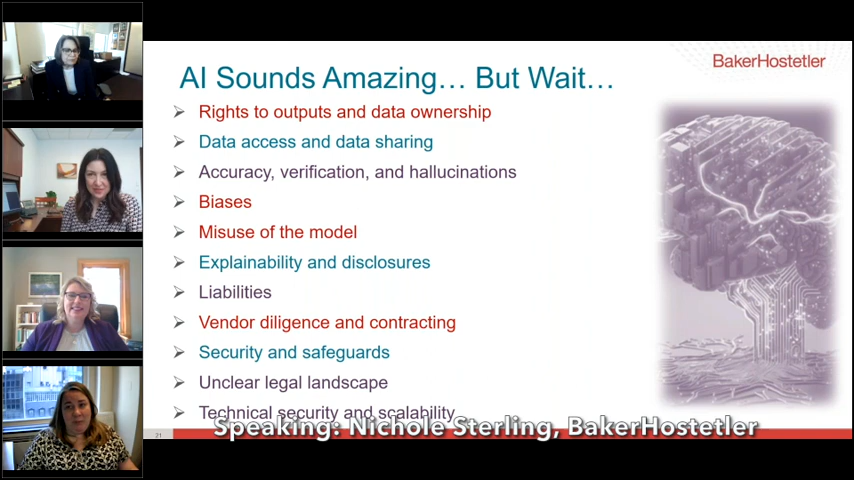 BakerHostetler
AI Sounds Amazing… But Wait…
Rights to outputs and data ownership
Data access and data sharing
Accuracy, verification, and hallucinations
Biases
Misuse of the model
Explainability and disclosures
Liabilities
Vendor diligence and contracting
Security and safeguards
Unclear legal landscape
Technical security and scalability
Speaking: Nichole Sterling, BakerHostetler
21